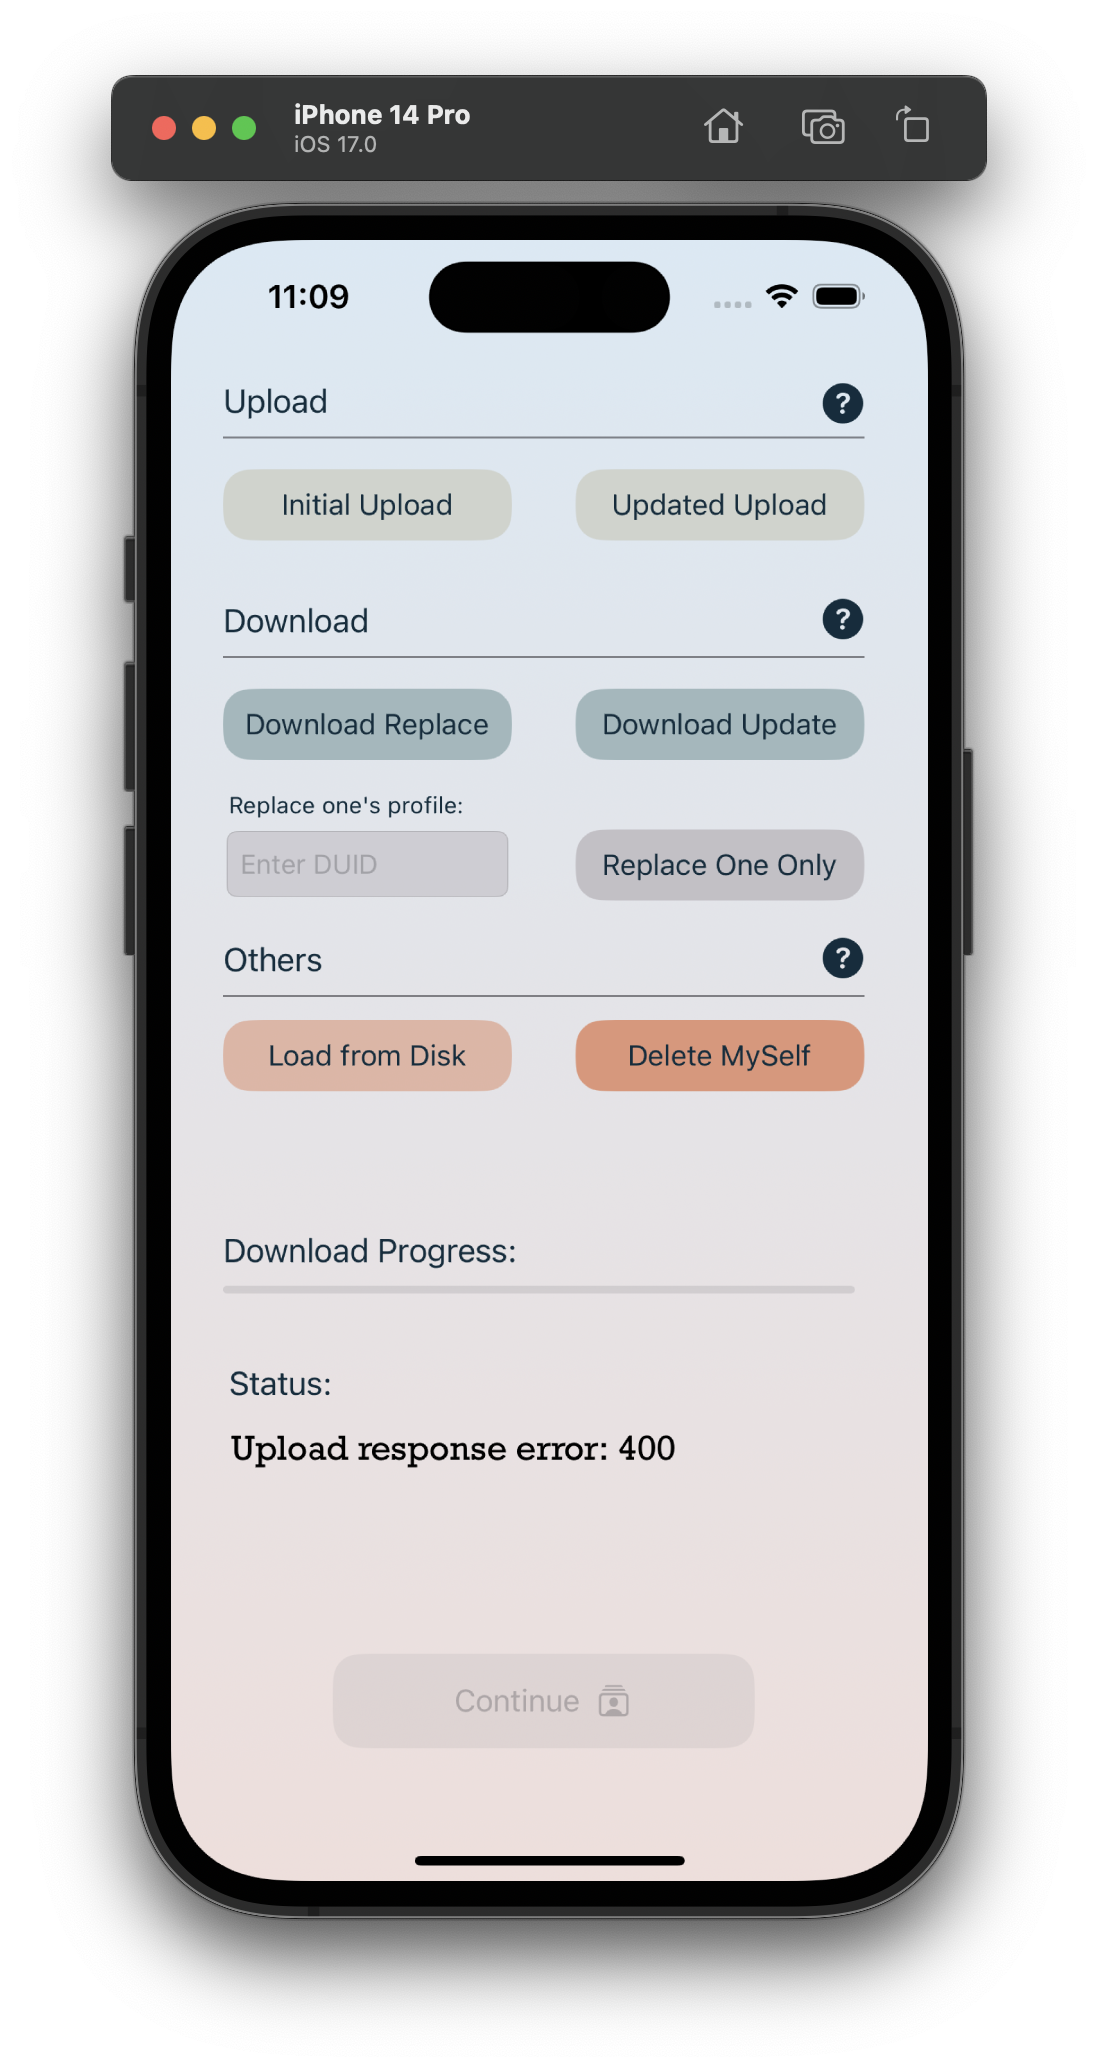 iPhone 14 Pro
iOS 17.0
11:09
Upload ?
Initial Upload Updated Upload
Download ?
Download Replace Download Update
Replace one's profile:
Enter DUID Replace One Only
Others ?
Load from Disk Delete MySelf
Download Progress:
Status:
Upload response error: 400
Continue